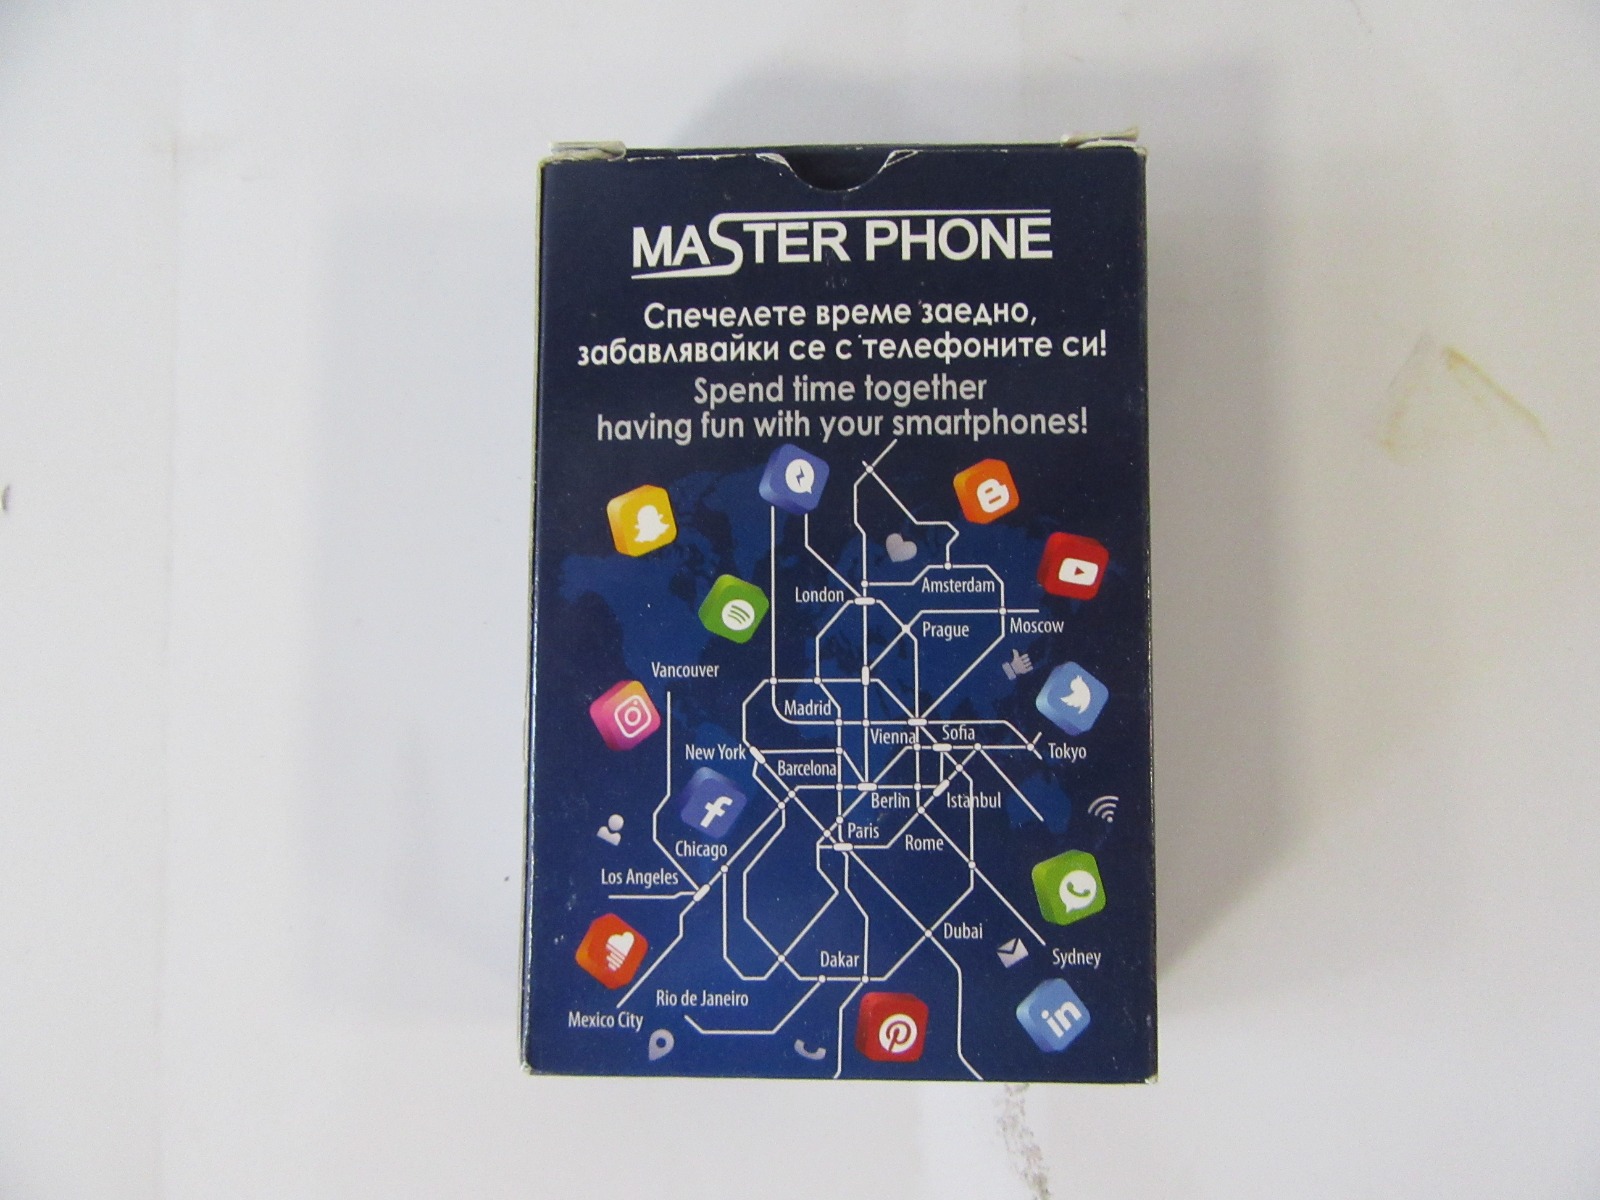 MASTER PHONE
Спечелете време заедно,
забавлявайки се с телефоните си!
Spend time together
having fun with your smartphones!
London
Amsterdam
Prague
Moscow
Vancouver
Madrid
Vienna
Sofia
New York
Tokyo
Barcelona
Berlin
Istanbul
Paris
Rome
Chicago
Los Angeles
Dubai
Dakar
Sydney
Rio de Janeiro
Mexico City
in